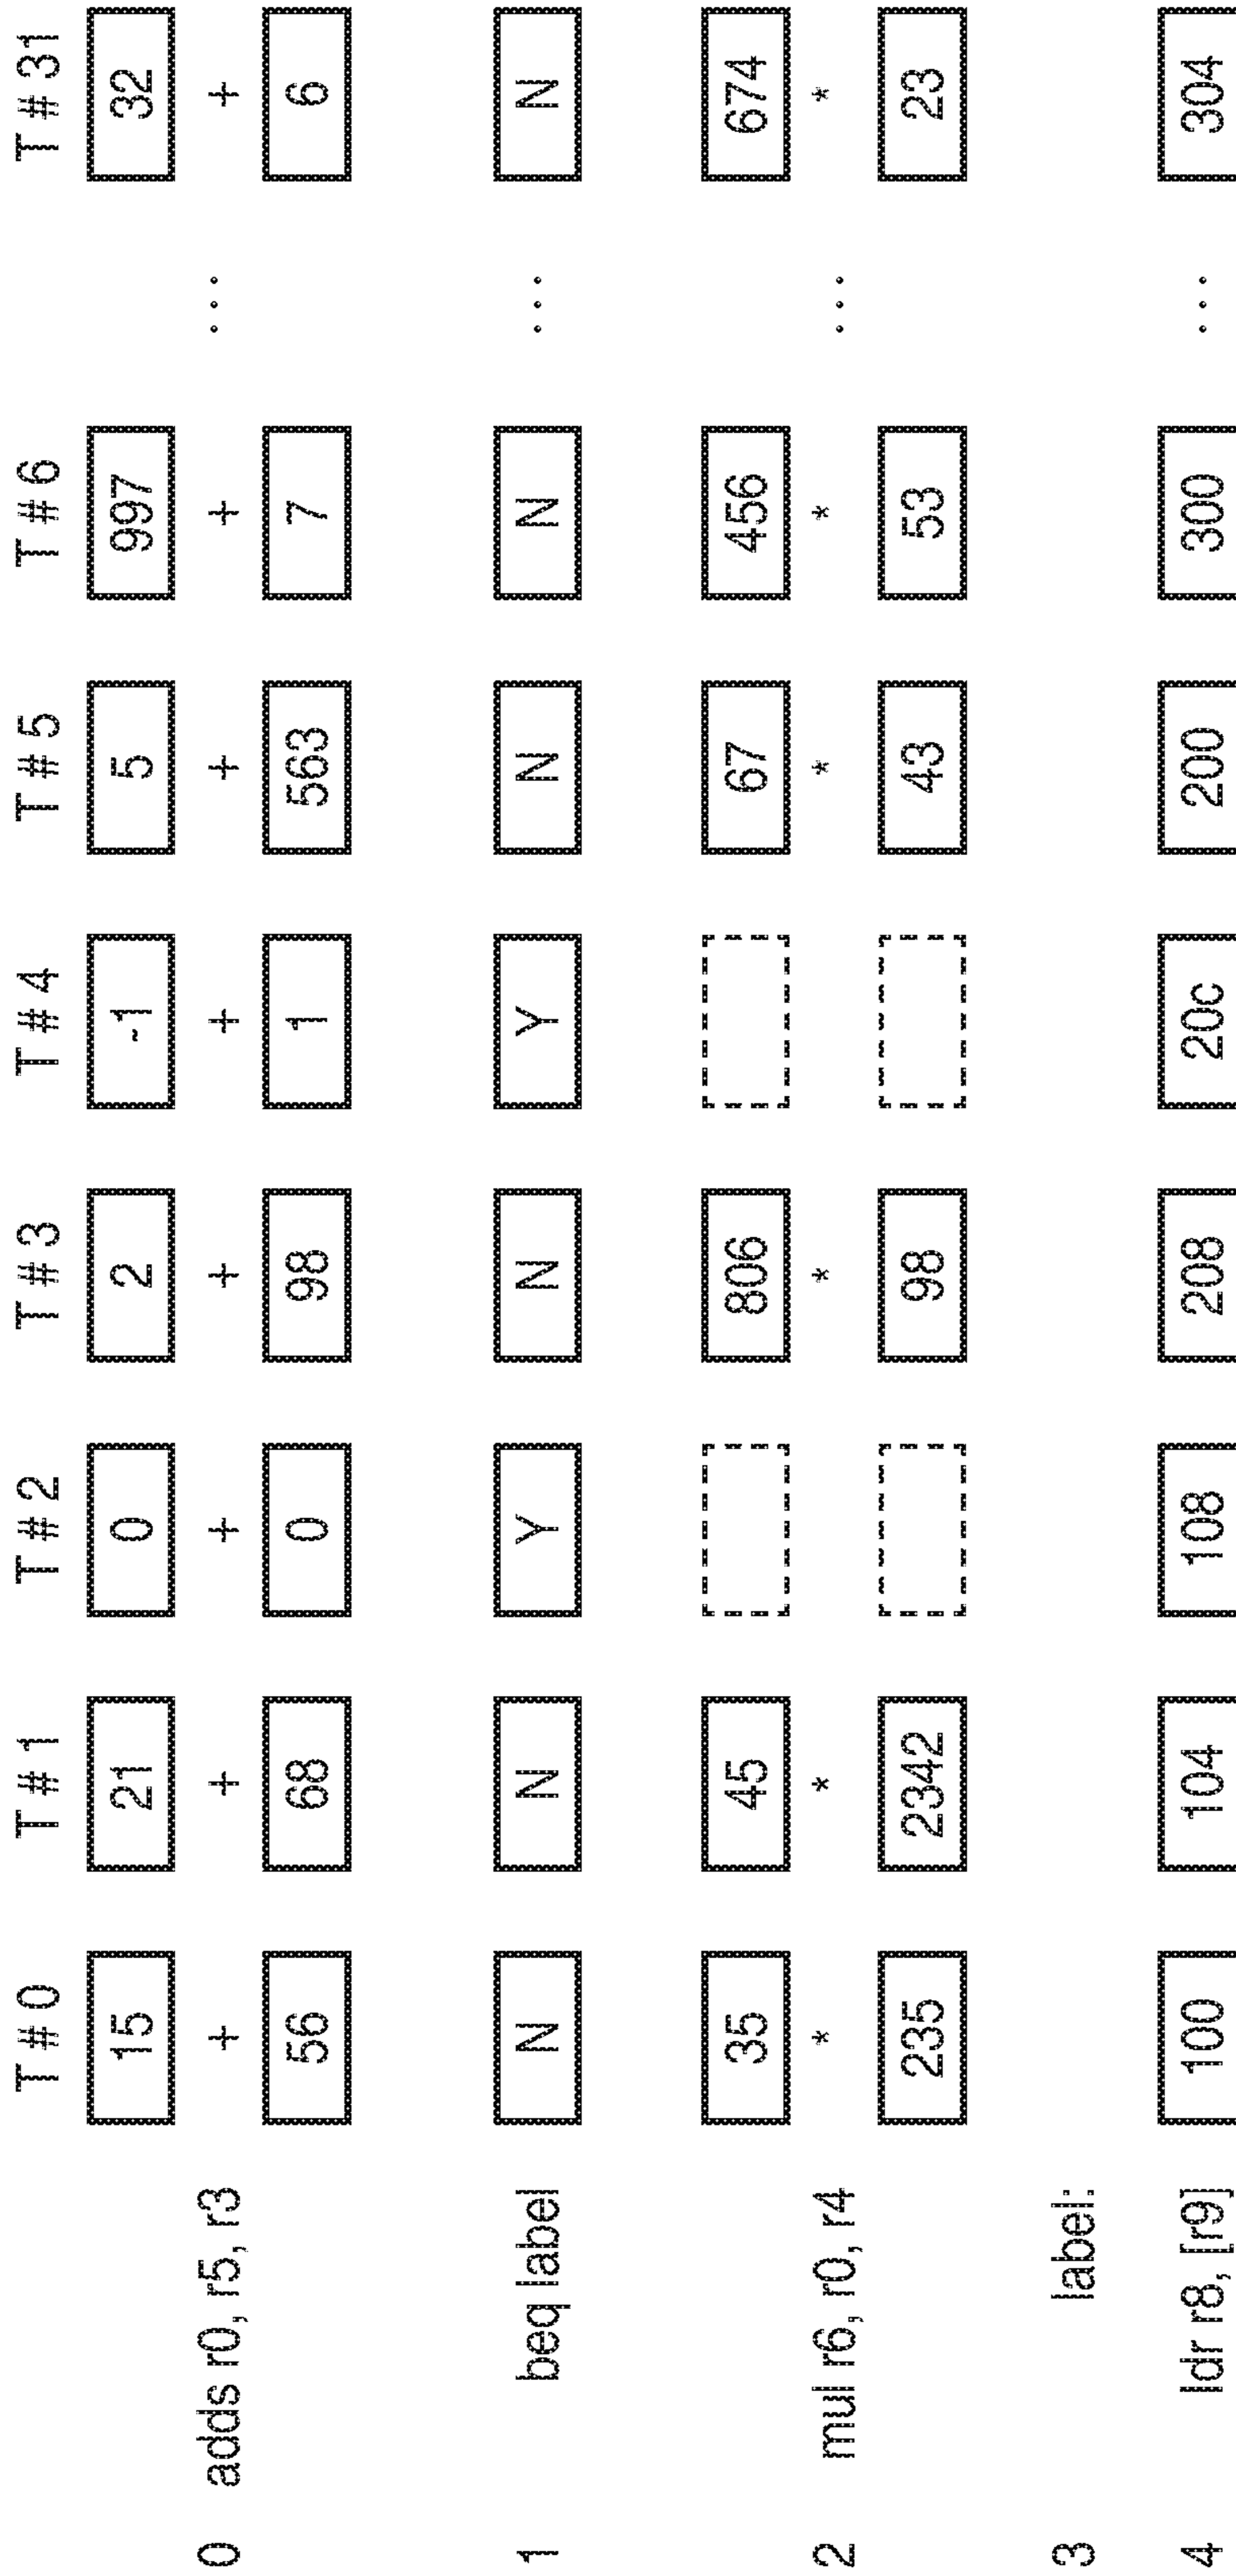 T # 0 T # 1 T # 2 T # 3 T # 4 T # 5 T # 6 T # 31
15 21 0 2 -1 5 997 32
0 adds r0, r5, r3 + + + + + + + ... +
56 68 0 98 1 563 7 6
1 beq label N N Y N Y N N ... N
35 45 806 67 456 674
2 mul r6, r0, r4 * * * * * ... *
235 2342 98 43 53 23
3 label:
4 ldr r8, [r9] 100 104 108 208 20c 200 300 ... 304